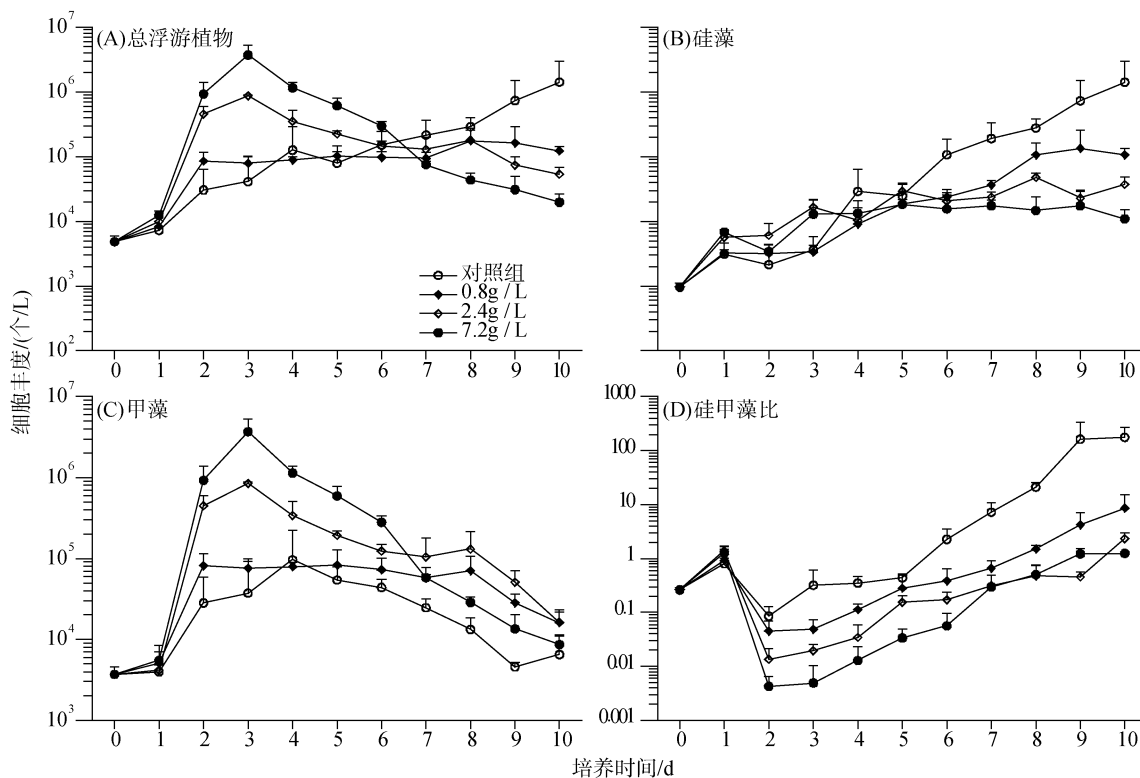 (A)总浮游植物
10⁷
10⁶
10⁵
10⁴
10³
10²
对照组
0.8g / L
2.4g / L
7.2g / L
0 1 2 3 4 5 6 7 8 9 10
(B)硅藻
0 1 2 3 4 5 6 7 8 9 10
细胞丰度/(个/L)
(C)甲藻
10⁷
10⁶
10⁵
10⁴
10³
0 1 2 3 4 5 6 7 8 9 10
(D)硅甲藻比
1000
100
10
1
0.1
0.01
0.001
0 1 2 3 4 5 6 7 8 9 10
培养时间/d